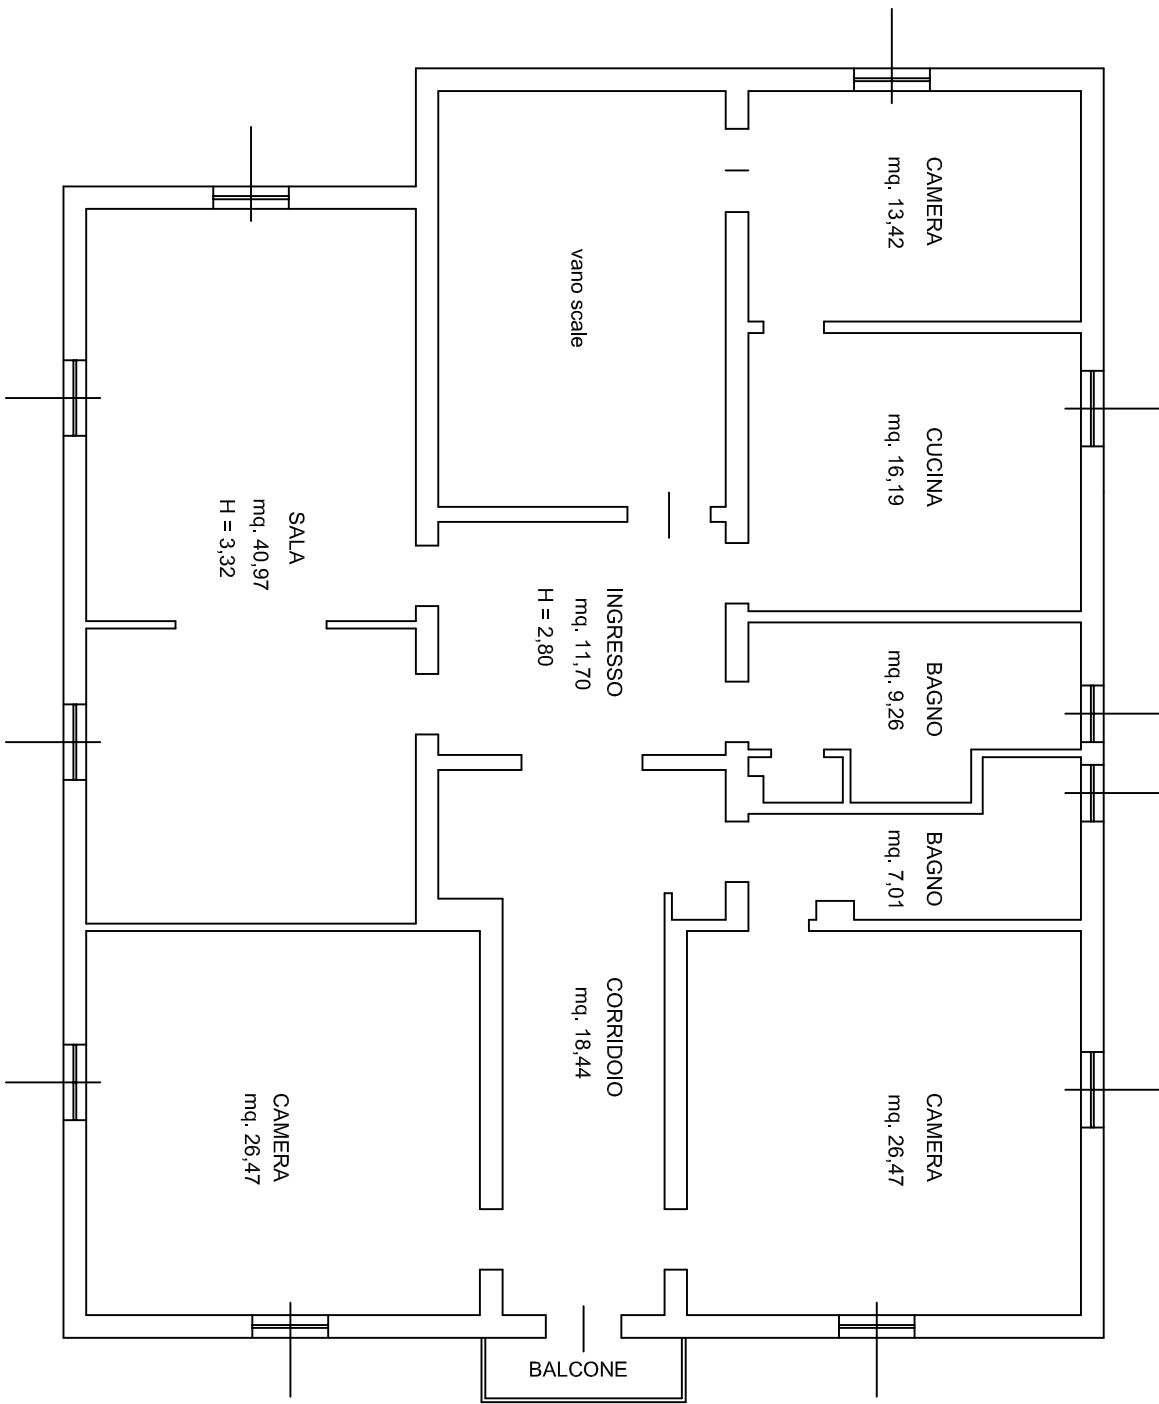 CAMERA
mq. 13,42
vano scale
CUCINA
mq. 16,19
SALA
mq. 40,97
H = 3,32
INGRESSO
mq. 11,70
H = 2,80
BAGNO
mq. 9,26
BAGNO
mq. 7,01
CORRIDOIO
mq. 18,44
CAMERA
mq. 26,47
CAMERA
mq. 26,47
BALCONE